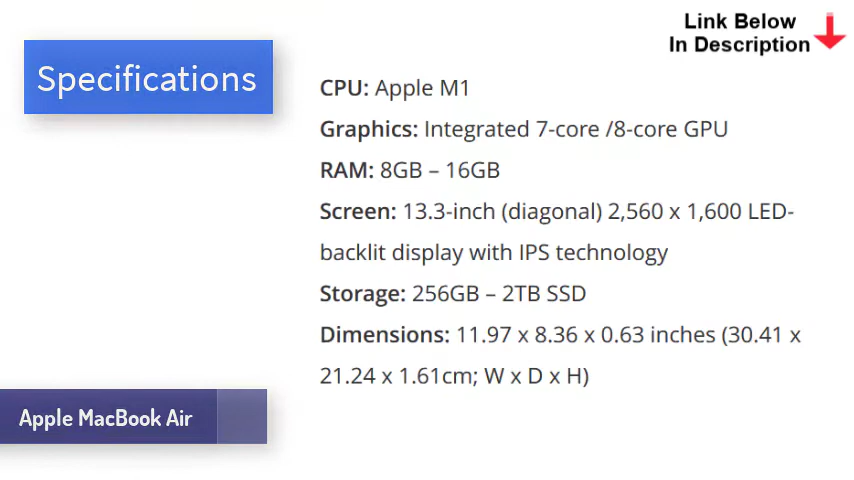 Link Below
In Description
Specifications
CPU: Apple M1
Graphics: Integrated 7-core /8-core GPU
RAM: 8GB – 16GB
Screen: 13.3-inch (diagonal) 2,560 x 1,600 LED-
backlit display with IPS technology
Storage: 256GB – 2TB SSD
Dimensions: 11.97 x 8.36 x 0.63 inches (30.41 x
21.24 x 1.61cm; W x D x H)
Apple MacBook Air